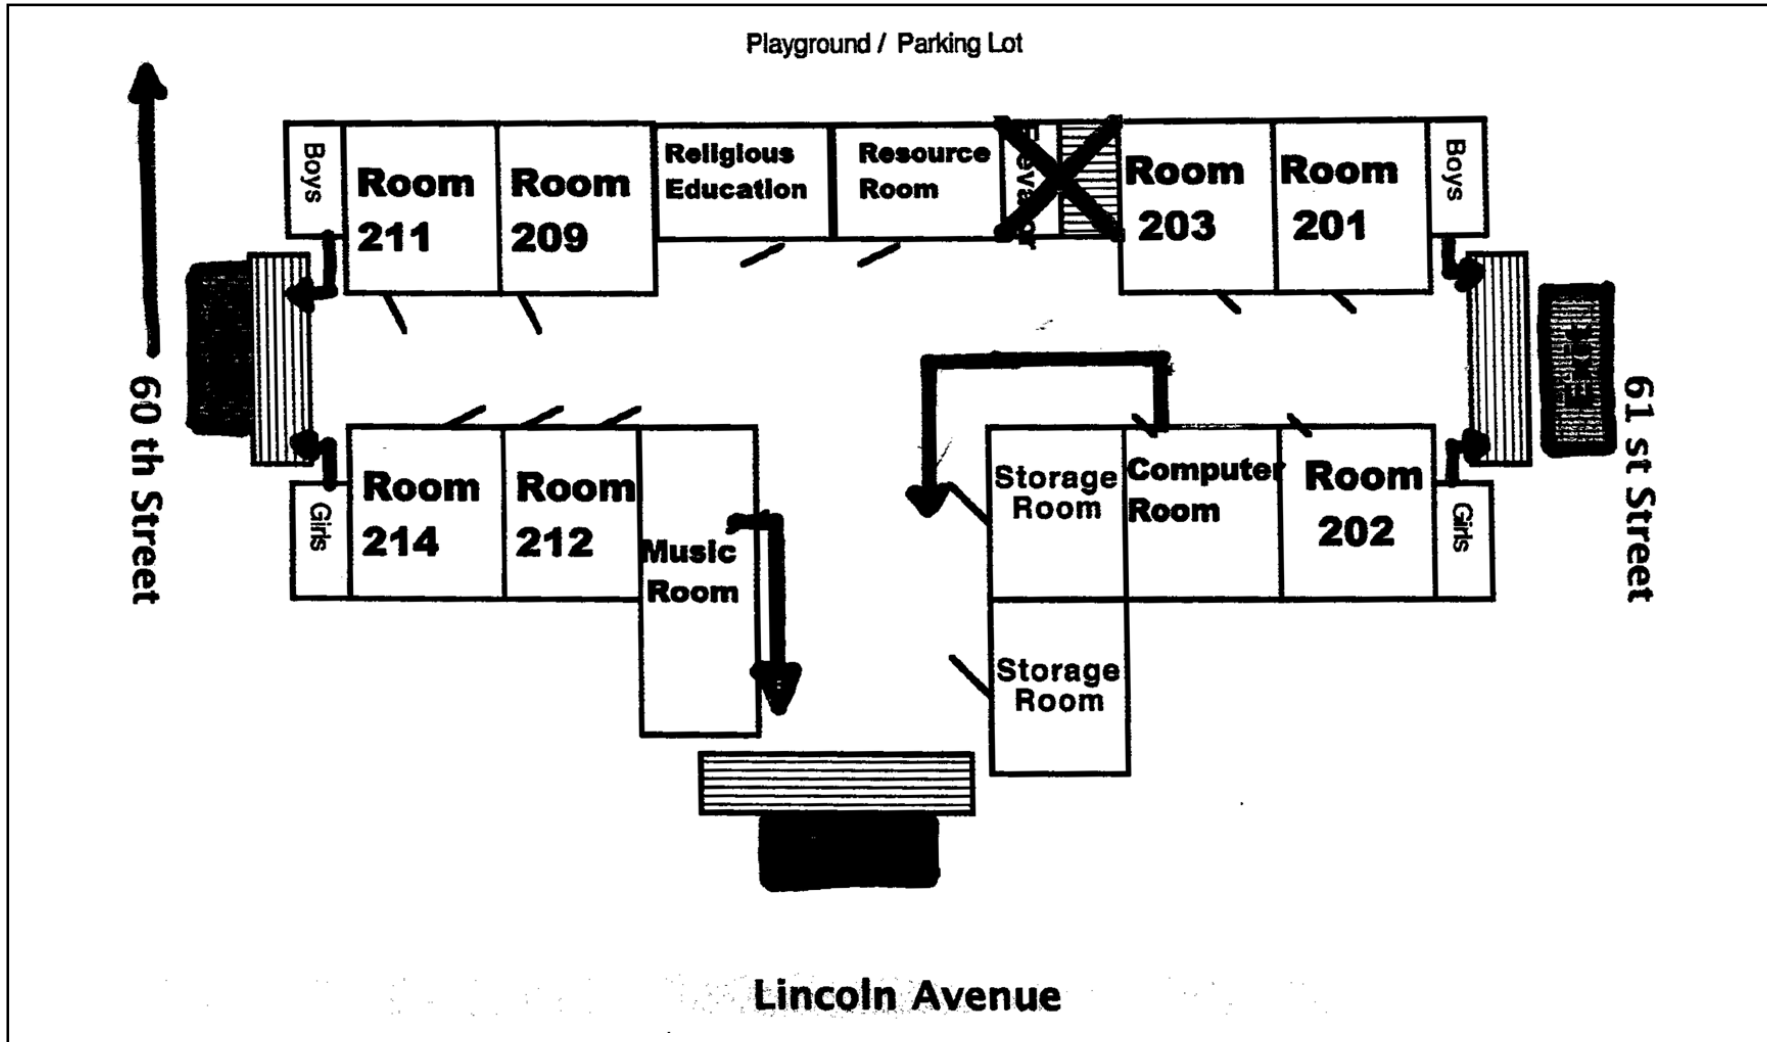 Playground / Parking Lot
Boys
Room
211
Room
209
Religious
Education
Resource
Room
Room
203
Room
201
Boys
60 th Street
61 st Street
Girls
Room
214
Room
212
Music
Room
Storage
Room
Computer
Room
Room
202
Girls
Storage
Room
Lincoln Avenue